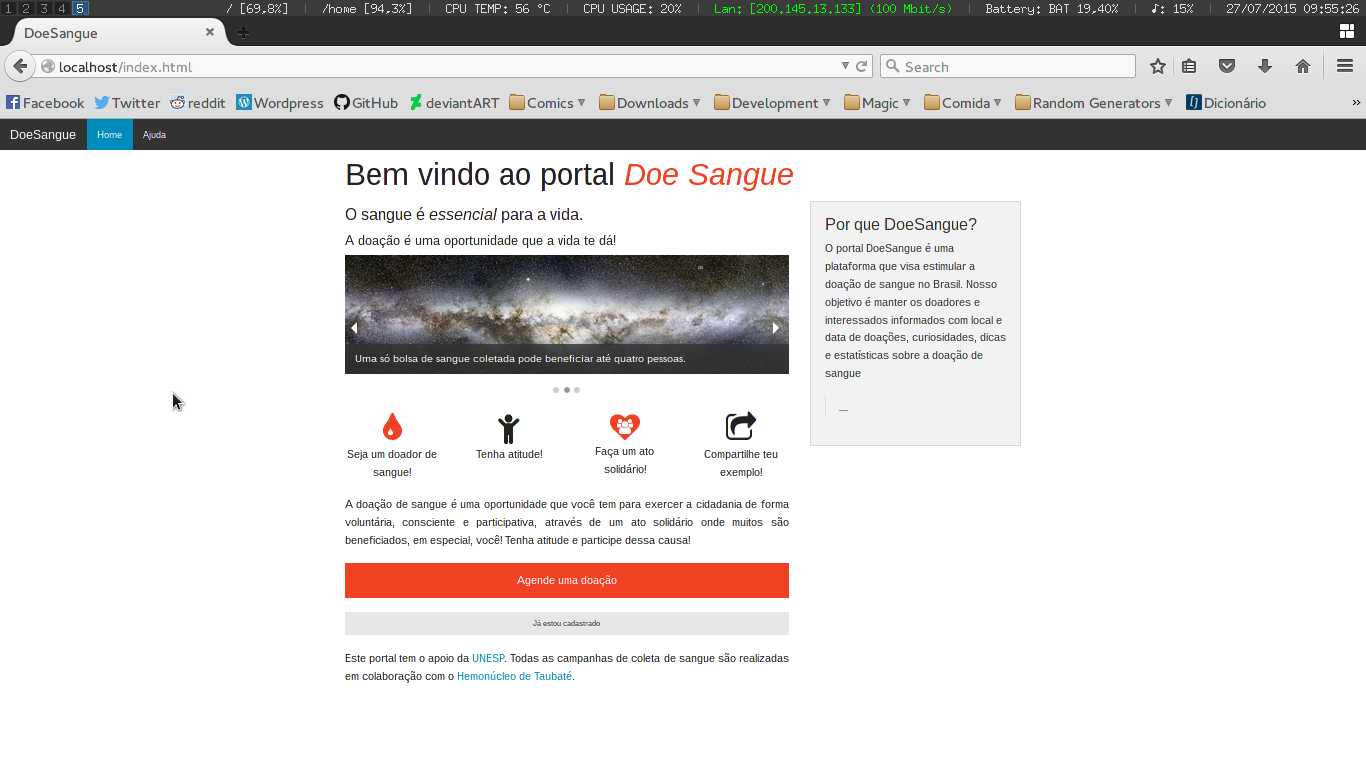 1 2 3 4 5 / [69,8%] | /home [94,3%] | CPU TEMP: 56 °C | CPU USAGE: 20% | Lan: [200.145.13.133] (100 Mbit/s) | Battery: BAT 19,40% | ♪: 15% | 27/07/2015 09:55:26
DoeSangue
localhost/index.html
Search
Facebook Twitter reddit Wordpress GitHub deviantART Comics Downloads Development Magic Comida Random Generators Dicionário »
DoeSangue Home Ajuda
Bem vindo ao portal Doe Sangue
O sangue é essencial para a vida.
A doação é uma oportunidade que a vida te dá!
Uma só bolsa de sangue coletada pode beneficiar até quatro pessoas.
Seja um doador de
sangue!
Tenha atitude!
Faça um ato
solidário!
Compartilhe teu
exemplo!
A doação de sangue é uma oportunidade que você tem para exercer a cidadania de forma
voluntária, consciente e participativa, através de um ato solidário onde muitos são
beneficiados, em especial, você! Tenha atitude e participe dessa causa!
Agende uma doação
Já estou cadastrado
Este portal tem o apoio da UNESP. Todas as campanhas de coleta de sangue são realizadas
em colaboração com o Hemonúcleo de Taubaté.
Por que DoeSangue?
O portal DoeSangue é uma
plataforma que visa estimular a
doação de sangue no Brasil. Nosso
objetivo é manter os doadores e
interessados informados com local e
data de doações, curiosidades, dicas
e estatísticas sobre a doação de
sangue
—